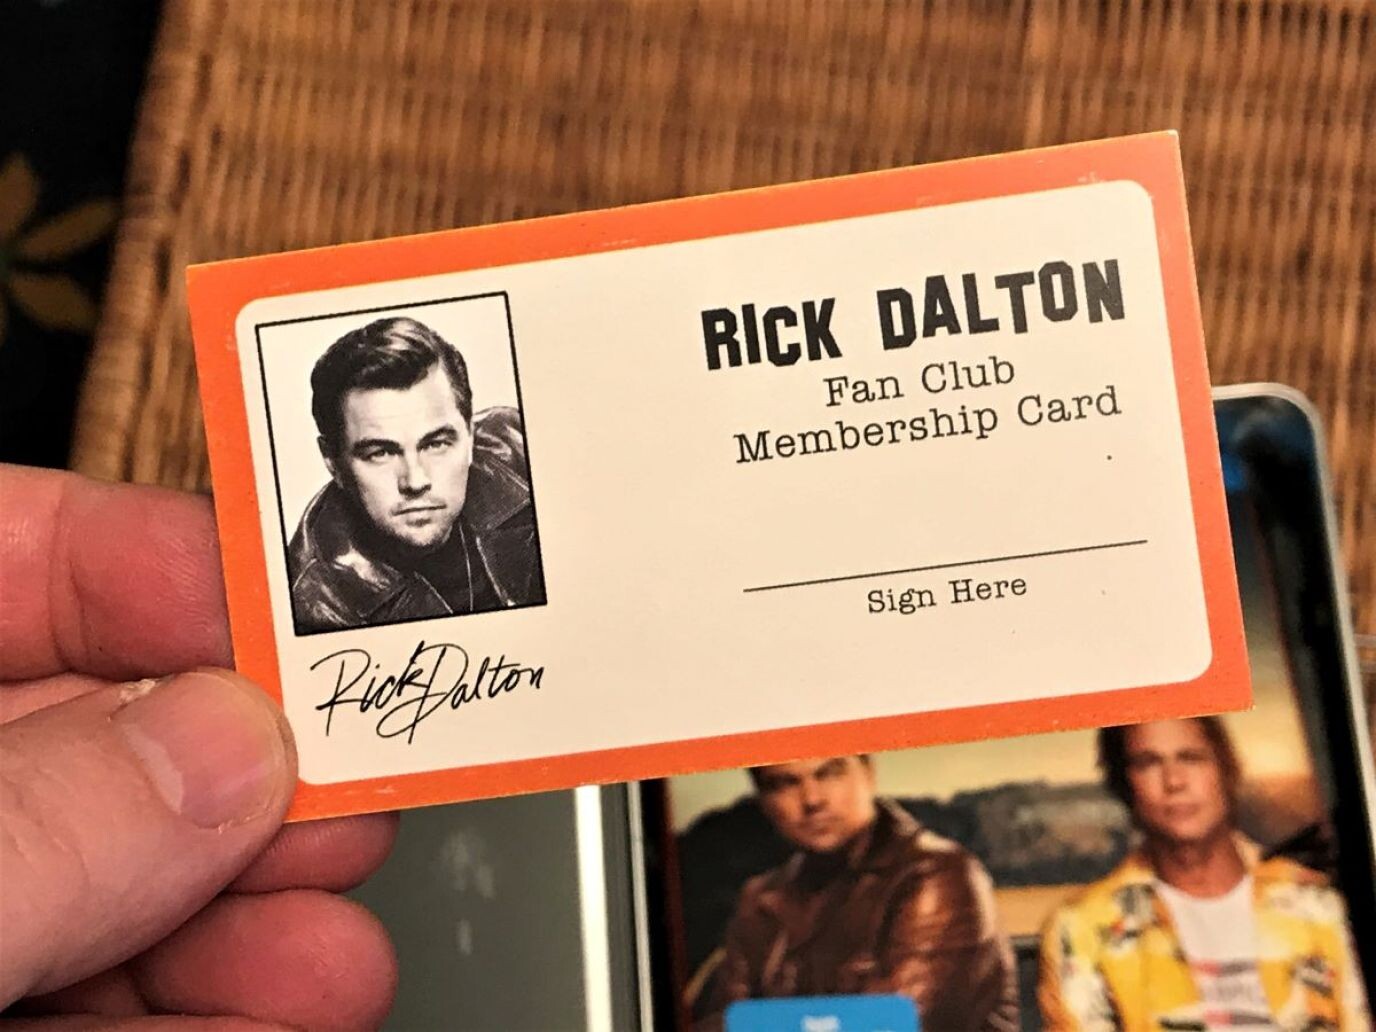 RICK DALTON
Fan Club
Membership Card
Sign Here
Rick Dalton